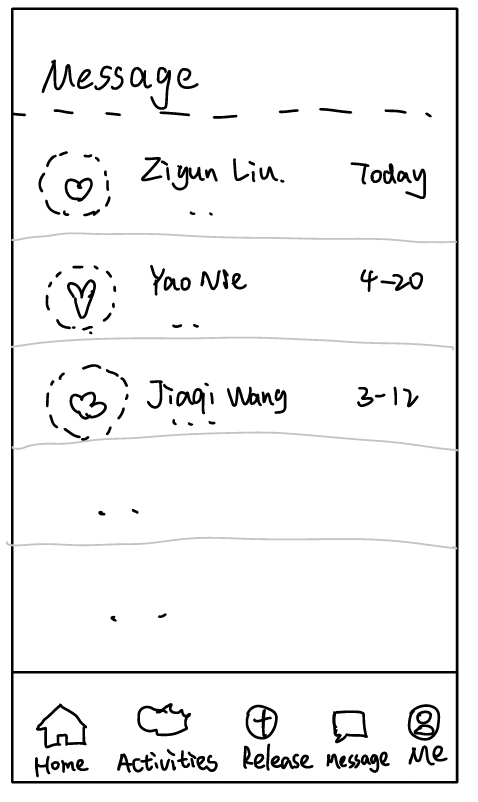 Message
Ziyun Liu. Today
..
Yao Nie 4-20
..
Jiaqi Wang 3-12
...
..
..
Home Activities Release Message Me